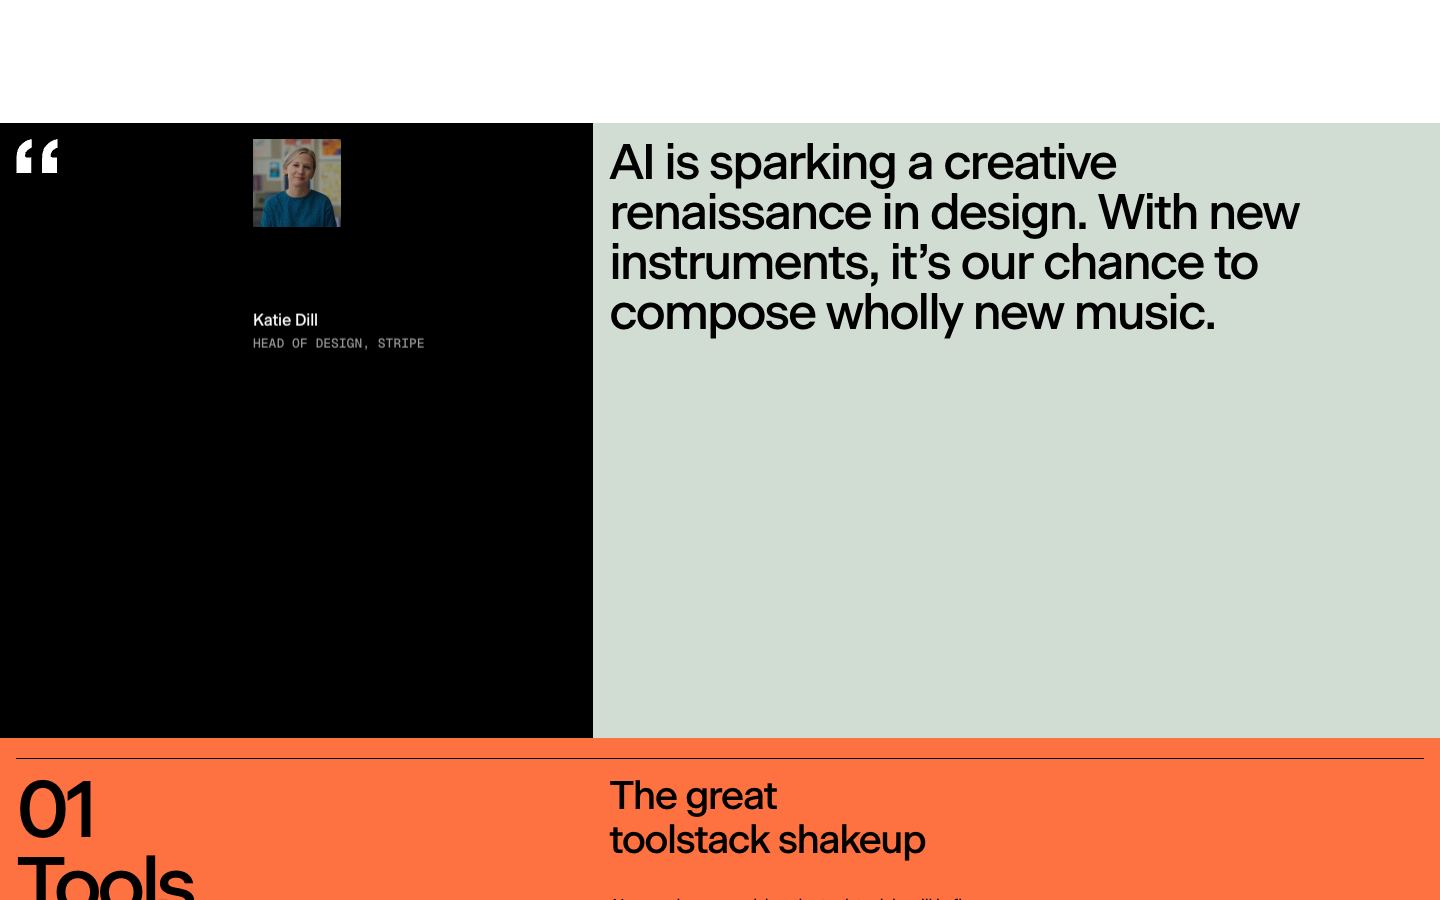 “
Katie Dill
HEAD OF DESIGN, STRIPE
AI is sparking a creative
renaissance in design. With new
instruments, it’s our chance to
compose wholly new music.
01
Tools
The great
toolstack shakeup